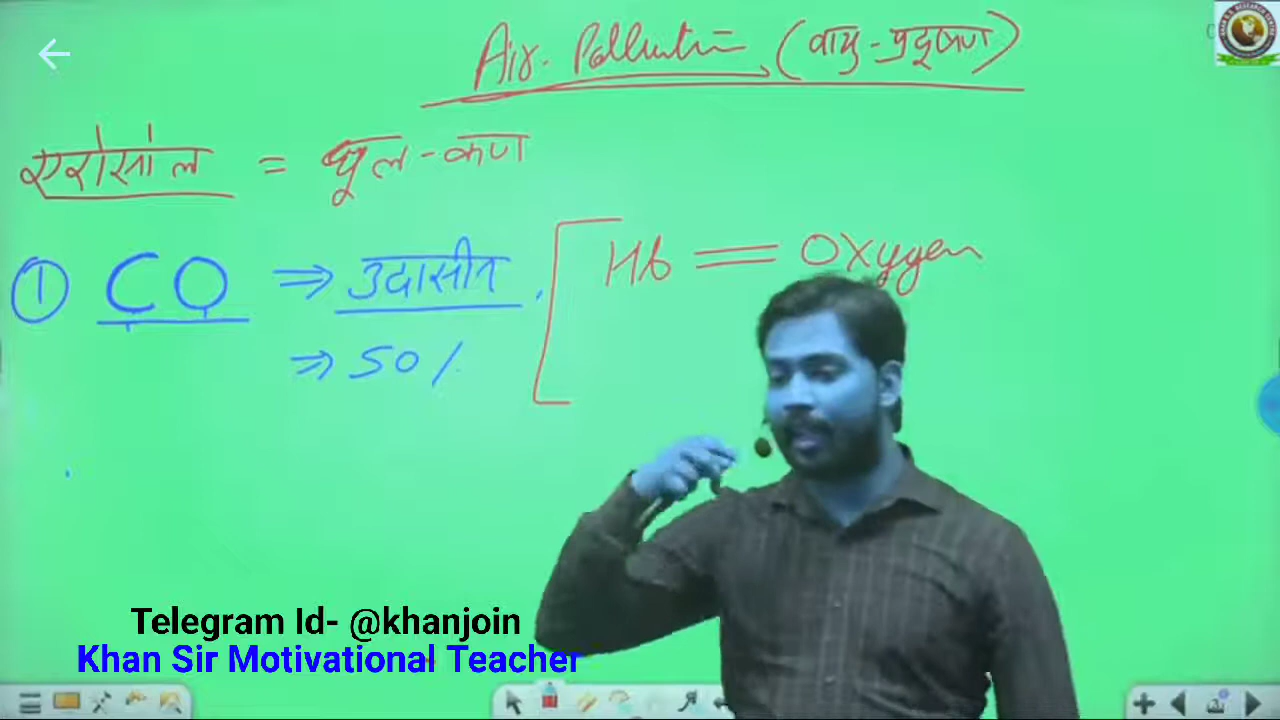 Air Pollution (वायु-प्रदूषण)
एरोसॉल = धूल-कण
① CO ⇒ उदासीन
⇒ 50%
Hb = Oxygen
Telegram Id- @khanjoin
Khan Sir Motivational Teacher